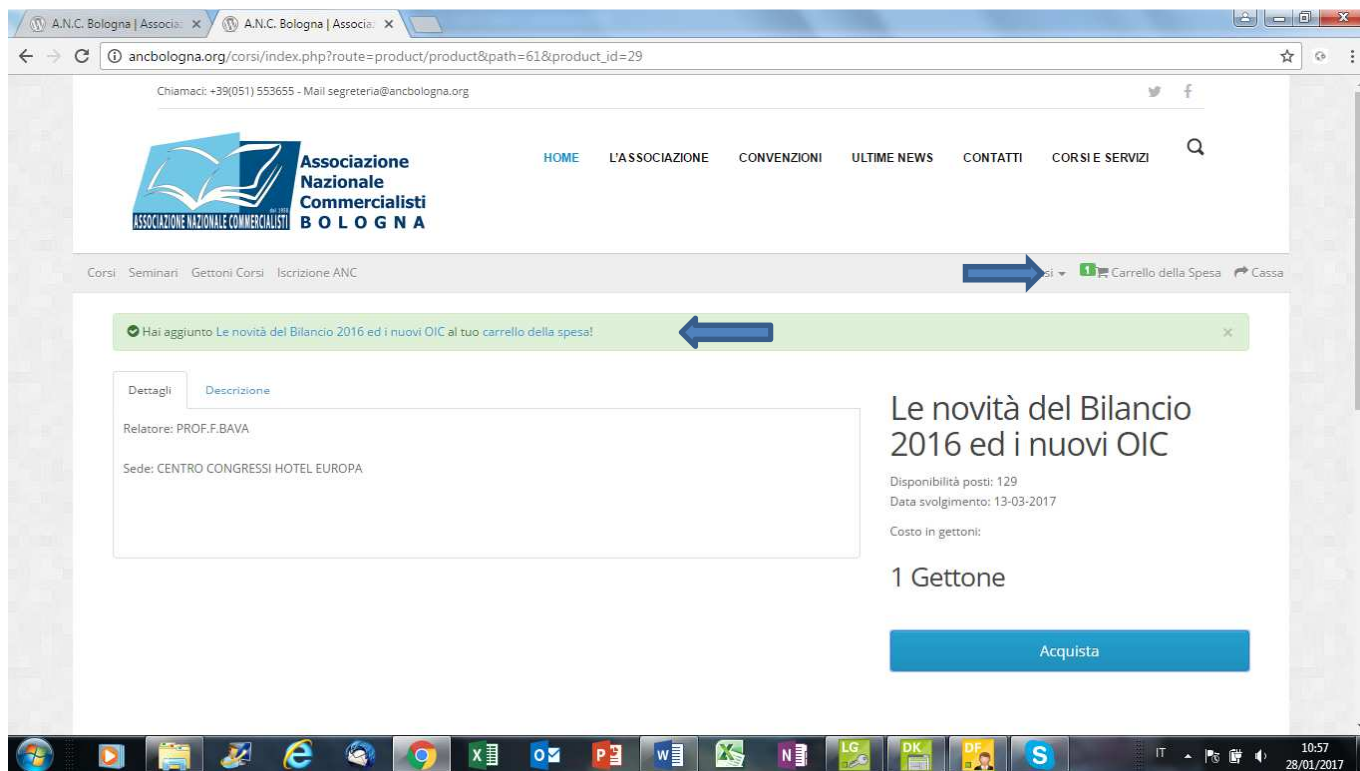 A.N.C. Bologna | Associa
A.N.C. Bologna | Associa
ancbologna.org/corsi/index.php?route=product/product&path=61&product_id=29
Chiamaci: +39(051) 553655 - Mail segreteria@ancbologna.org
Associazione
Nazionale
Commercialisti
BOLOGNA
ASSOCIAZIONE NAZIONALE COMMERCIALISTI
HOME L'ASSOCIAZIONE CONVENZIONI ULTIME NEWS CONTATTI CORSI E SERVIZI
Corsi Seminari Gettoni Corsi Iscrizione ANC
1 Carrello della Spesa Cassa
Hai aggiunto Le novità del Bilancio 2016 ed i nuovi OIC al tuo carrello della spesa!
Dettagli Descrizione
Relatore: PROF.F.BAVA
Sede: CENTRO CONGRESSI HOTEL EUROPA
Le novità del Bilancio
2016 ed i nuovi OIC
Disponibilità posti: 129
Data svolgimento: 13-03-2017
Costo in gettoni:
1 Gettone
Acquista
LG DK DF
IT
10:57
28/01/2017